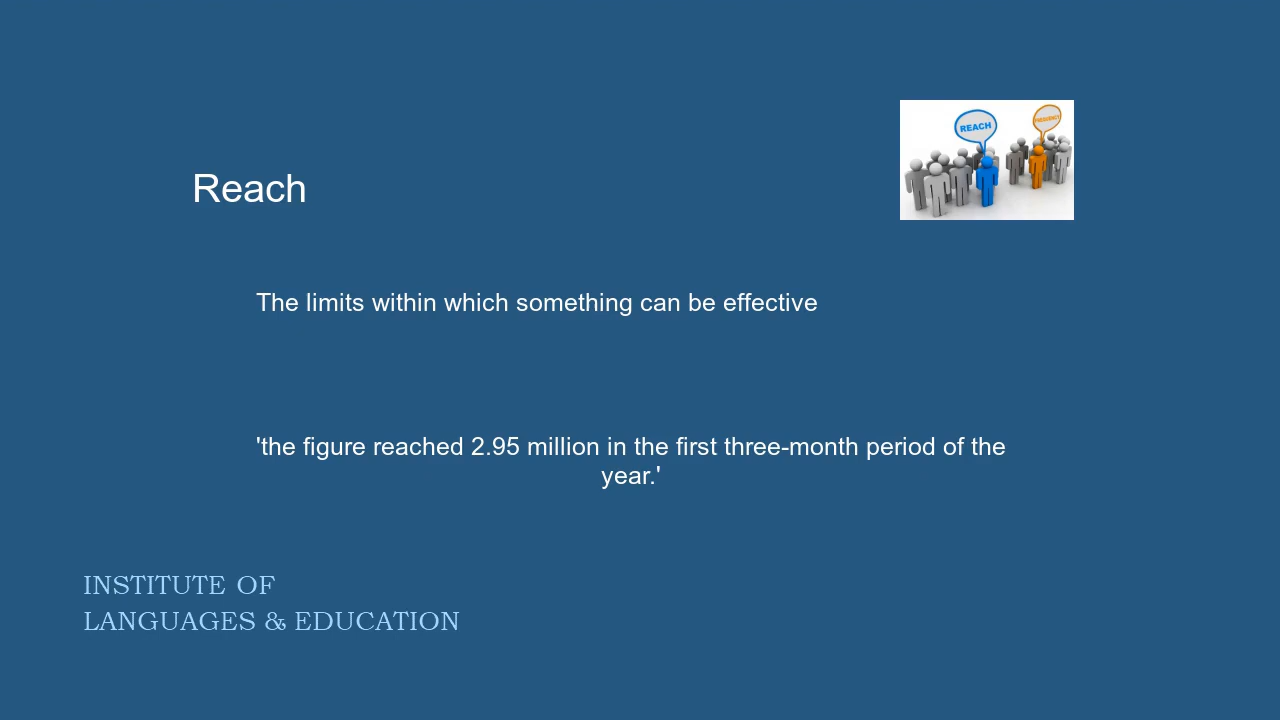 REACH
FREQUENCY
Reach
The limits within which something can be effective
'the figure reached 2.95 million in the first three-month period of the
year.'
INSTITUTE OF
LANGUAGES & EDUCATION